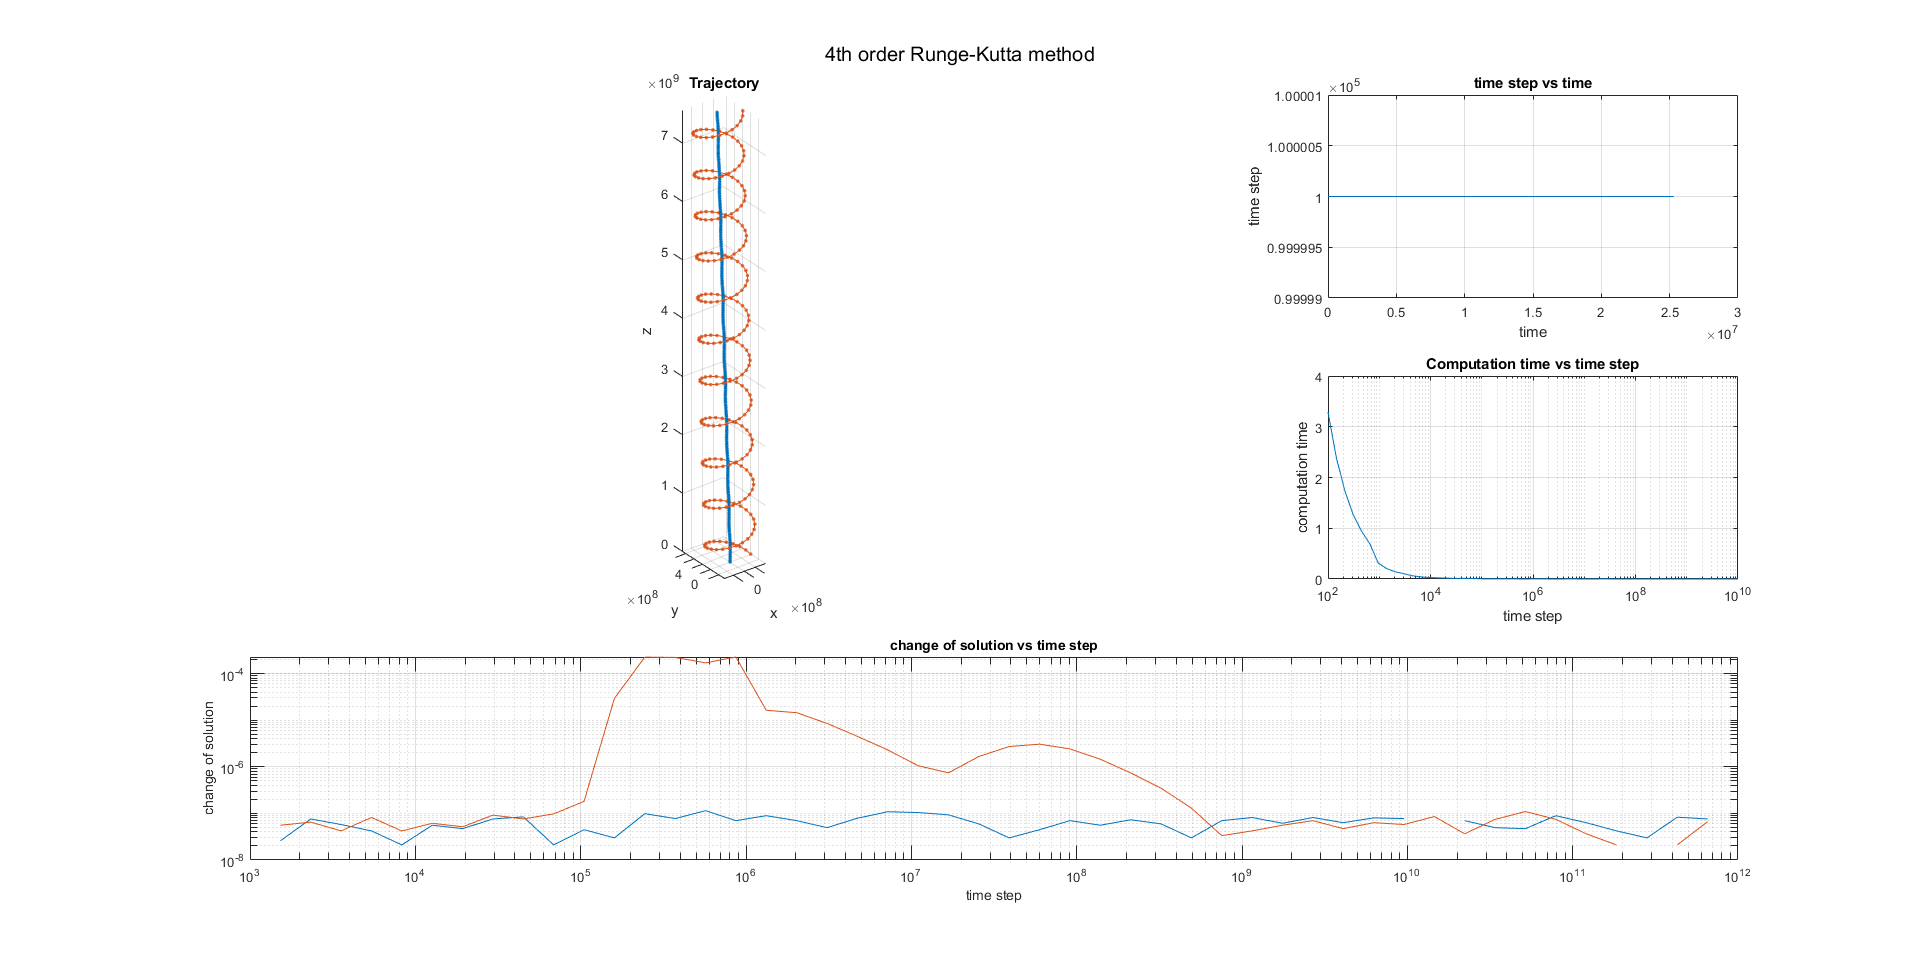 4th order Runge-Kutta method
×10^9 Trajectory
7
6
5
4
3
2
1
0
z
4
0
×10^8
y
0
x ×10^8
time step vs time
×10^5
1.00001
1.000005
1
0.999995
0.99999
time step
0 0.5 1 1.5 2 2.5 3
time
×10^7
Computation time vs time step
4
3
2
1
0
computation time
10^2 10^4 10^6 10^8 10^10
time step
change of solution vs time step
10^-4
10^-6
10^-8
change of solution
10^3 10^4 10^5 10^6 10^7 10^8 10^9 10^10 10^11 10^12
time step